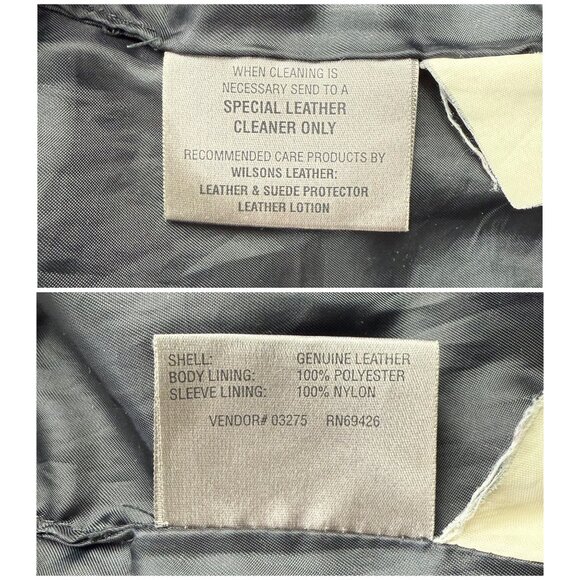 WHEN CLEANING IS
NECESSARY SEND TO A
SPECIAL LEATHER
CLEANER ONLY
RECOMMENDED CARE PRODUCTS BY
WILSONS LEATHER:
LEATHER & SUEDE PROTECTOR
LEATHER LOTION
SHELL: GENUINE LEATHER
BODY LINING: 100% POLYESTER
SLEEVE LINING: 100% NYLON
VENDOR# 03275 RN69426